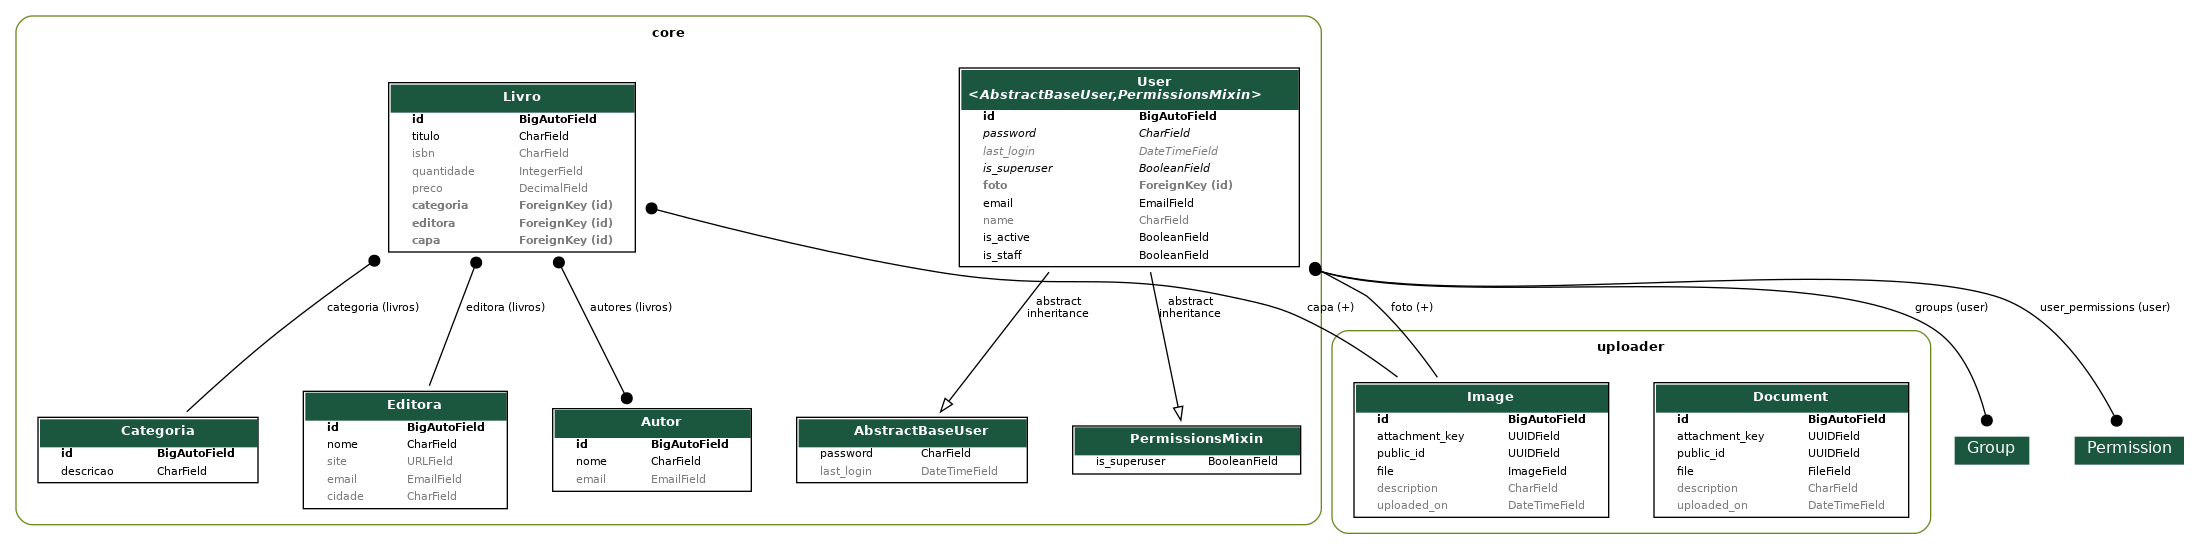 core
Livro
id BigAutoField
titulo CharField
isbn CharField
quantidade IntegerField
preco DecimalField
categoria ForeignKey (id)
editora ForeignKey (id)
capa ForeignKey (id)
User
<AbstractBaseUser,PermissionsMixin>
id BigAutoField
password CharField
last_login DateTimeField
is_superuser BooleanField
foto ForeignKey (id)
email EmailField
name CharField
is_active BooleanField
is_staff BooleanField
categoria (livros)
editora (livros)
autores (livros)
abstract
inheritance
abstract
inheritance
capa (+)
foto (+)
groups (user)
user_permissions (user)
Categoria
id BigAutoField
descricao CharField
Editora
id BigAutoField
nome CharField
site URLField
email EmailField
cidade CharField
Autor
id BigAutoField
nome CharField
email EmailField
AbstractBaseUser
password CharField
last_login DateTimeField
PermissionsMixin
is_superuser BooleanField
uploader
Image
id BigAutoField
attachment_key UUIDField
public_id UUIDField
file ImageField
description CharField
uploaded_on DateTimeField
Document
id BigAutoField
attachment_key UUIDField
public_id UUIDField
file FileField
description CharField
uploaded_on DateTimeField
Group
Permission